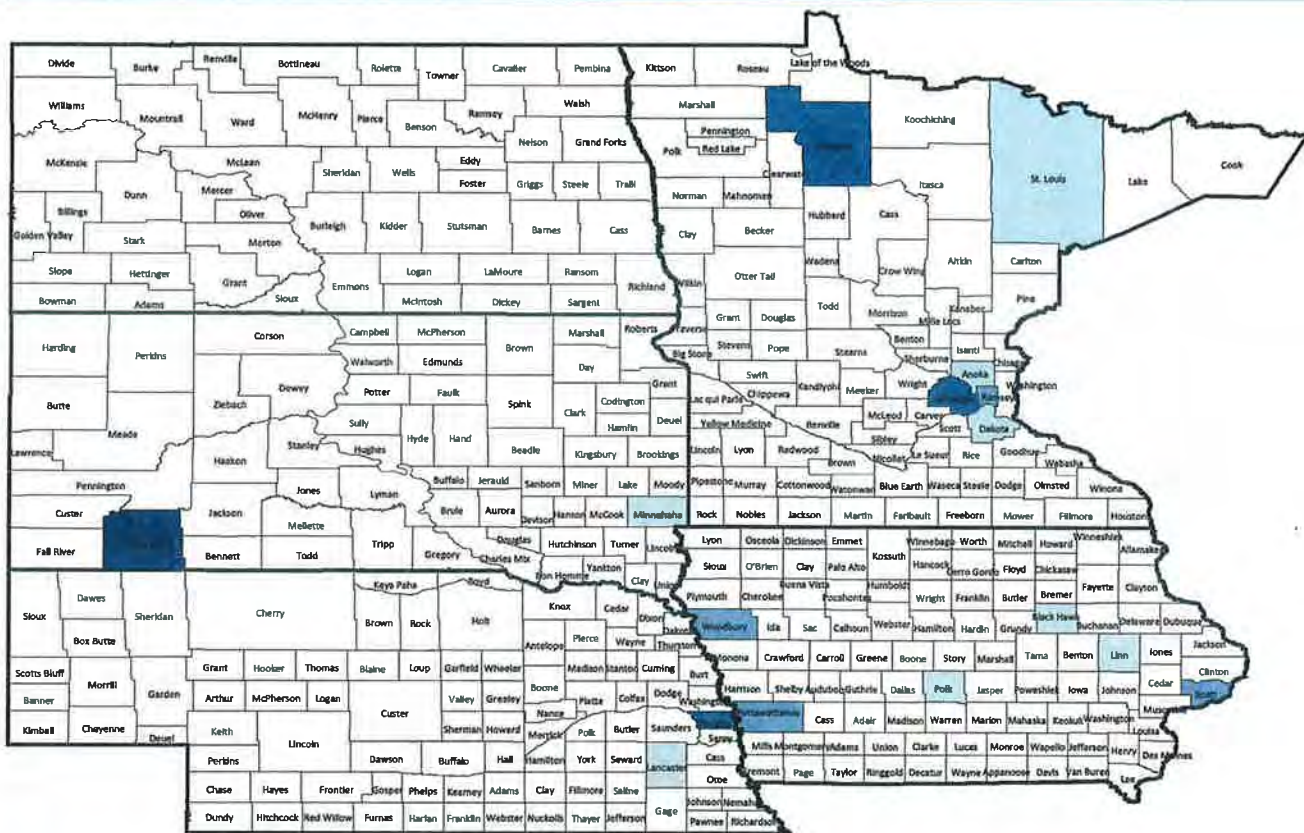 Divide Burke Renville Bottineau Rolette Towner Cavalier Pembina Kittson Roseau Lake of the Woods
Williams Mountrail Ward McHenry Pierce Benson Ramsey Walsh Marshall Koochiching
McKenzie McLean Sheridan Wells Eddy Nelson Grand Forks Polk Pennington Red Lake Clearwater St. Louis Lake Cook
Dunn Mercer Oliver Foster Griggs Steele Traill Norman Mahnomen Itasca
Golden Valley Billings Stark Morton Burleigh Kidder Stutsman Barnes Cass Clay Becker Hubbard Cass
Slope Hettinger Grant Emmons Logan LaMoure Ransom Richland Wilkin Otter Tail Wadena Crow Wing Aitkin Carlton
Bowman Adams Sioux McIntosh Dickey Sargent Grant Douglas Todd Morrison Mille Lacs Kanabec Pine
Harding Perkins Corson Campbell McPherson Brown Marshall Roberts Traverse Stevens Pope Stearns Benton Isanti
Walworth Edmunds Day Big Stone Swift Sherburne Chisago
Butte Meade Ziebach Dewey Potter Faulk Spink Clark Codington Grant Lac qui Parle Chippewa Kandiyohi Meeker Wright Anoka Ramsey Washington
Sully Hamlin Deuel Yellow Medicine Renville McLeod Carver Scott Dakota
Lawrence Haakon Stanley Hughes Hyde Hand Beadle Kingsbury Brookings Lincoln Lyon Redwood Brown Sibley Nicollet Le Sueur Rice Goodhue Wabasha
Pennington Jones Lyman Buffalo Jerauld Sanborn Miner Lake Moody Pipestone Murray Cottonwood Watonwan Blue Earth Waseca Steele Dodge Olmsted Winona
Custer Jackson Mellette Brule Aurora Davison Hanson McCook Minnehaha Rock Nobles Jackson Martin Faribault Freeborn Mower Fillmore Houston
Fall River Bennett Todd Tripp Gregory Douglas Charles Mix Hutchinson Turner Lincoln Lyon Osceola Dickinson Emmet Kossuth Winnebago Worth Mitchell Howard Winneshiek Allamakee
Bon Homme Yankton Clay Union Sioux O'Brien Clay Palo Alto Hancock Cerro Gordo Floyd Chickasaw
Sioux Dawes Sheridan Cherry Keya Paha Boyd Knox Cedar Dixon Dakota Plymouth Cherokee Buena Vista Pocahontas Humboldt Wright Franklin Butler Bremer Fayette Clayton
Box Butte Brown Rock Holt Antelope Pierce Wayne Thurston Woodbury Ida Sac Calhoun Webster Hamilton Hardin Grundy Black Hawk Buchanan Delaware Dubuque
Scotts Bluff Grant Hooker Thomas Blaine Loup Garfield Wheeler Madison Stanton Cuming Burt Monona Crawford Carroll Greene Boone Story Marshall Tama Benton Linn Jones Jackson
Banner Morrill Garden Arthur McPherson Logan Custer Valley Greeley Boone Platte Colfax Dodge Washington Harrison Shelby Audubon Guthrie Dallas Polk Jasper Poweshiek Iowa Johnson Cedar Clinton Scott
Kimball Cheyenne Deuel Keith Lincoln Sherman Howard Nance Merrick Polk Butler Saunders Sarpy Pottawattamie Cass Adair Madison Warren Marion Mahaska Keokuk Washington Muscatine Louisa
Perkins Dawson Buffalo Hall Hamilton York Seward Lancaster Cass Mills Montgomery Adams Union Clarke Lucas Monroe Wapello Jefferson Henry Des Moines
Chase Hayes Frontier Gosper Phelps Kearney Adams Clay Fillmore Saline Otoe Fremont Page Taylor Ringgold Decatur Wayne Appanoose Davis Van Buren Lee
Dundy Hitchcock Red Willow Furnas Harlan Franklin Webster Nuckolls Thayer Jefferson Gage Johnson Nemaha
Pawnee Richardson